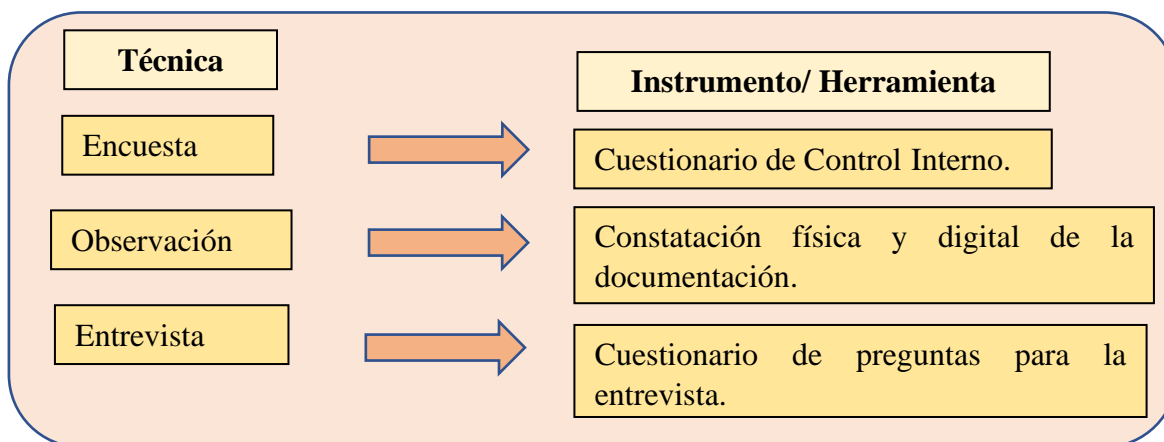 Técnica
Instrumento/ Herramienta
Encuesta
Cuestionario de Control Interno.
Observación
Constatación física y digital de la
documentación.
Entrevista
Cuestionario de preguntas para la
entrevista.